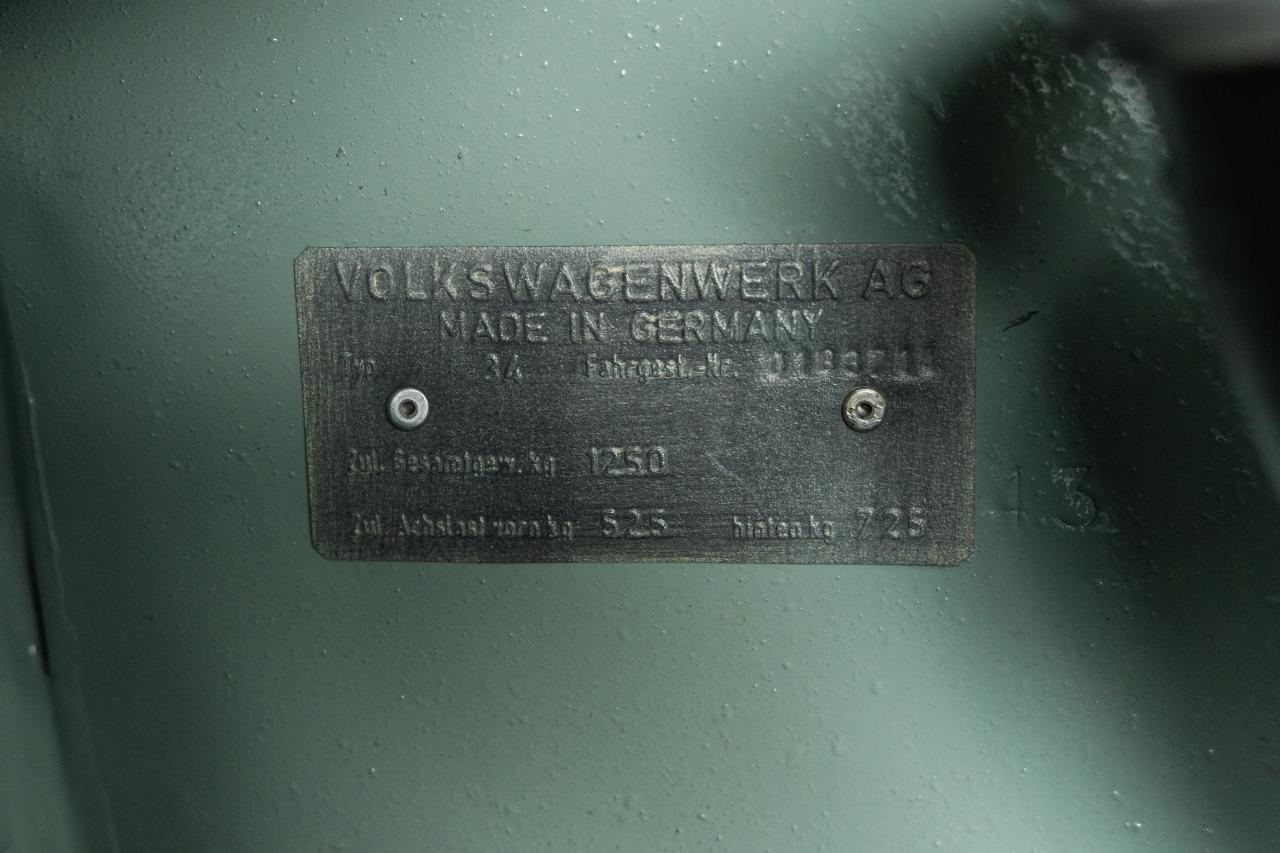 VOLKSWAGENWERK AG
MADE IN GERMANY
Typ 34 Fahrgest.-Nr.
Zul. Gesamtgew. kg 1250
Zul. Achslast vorn kg 525 hinten kg 725